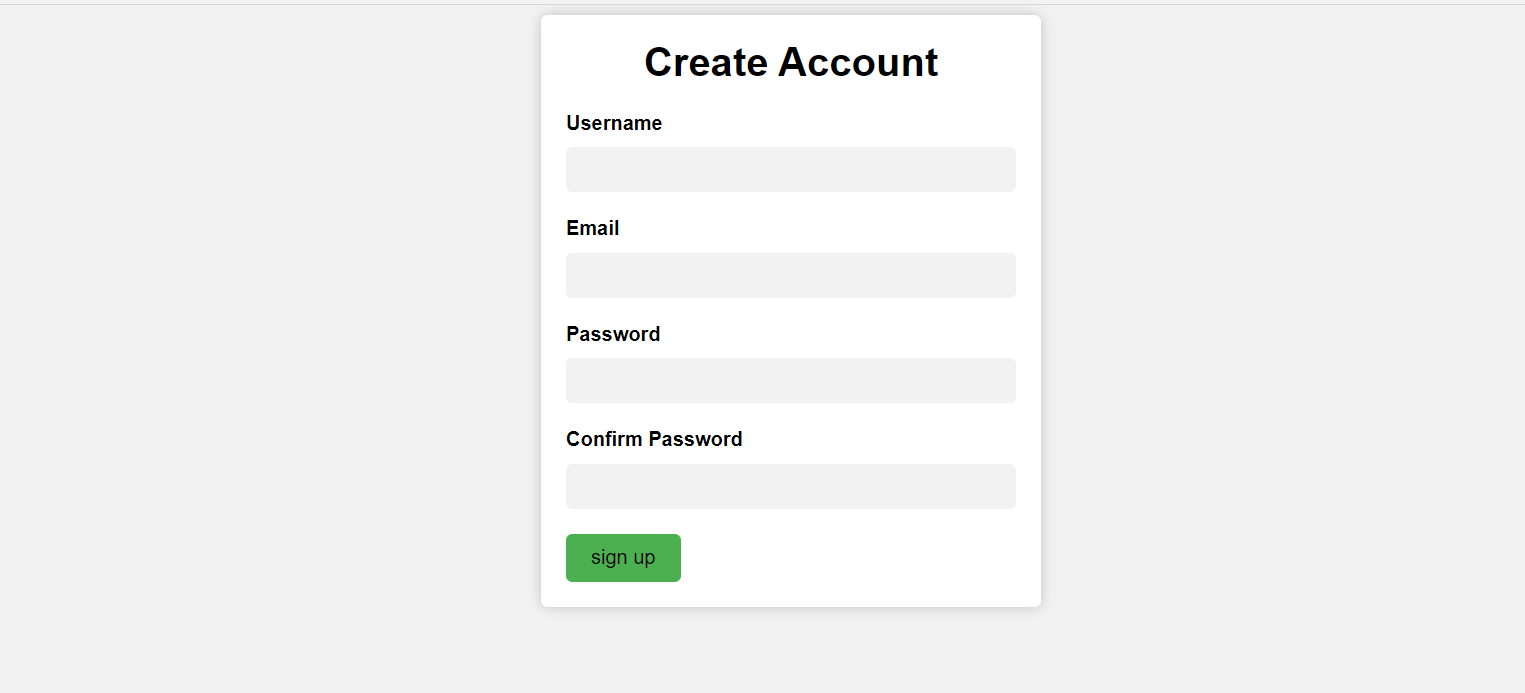 Create Account
Username
Email
Password
Confirm Password
sign up